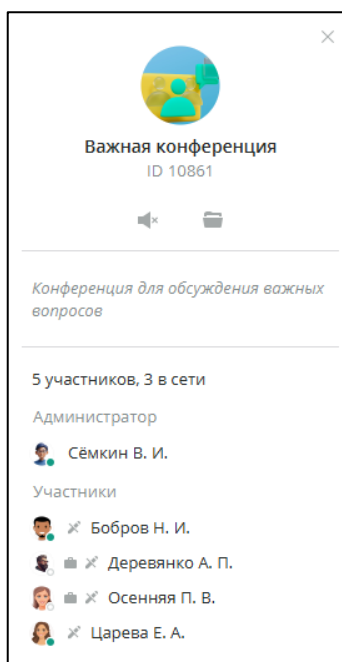 Важная конференция
ID 10861
Конференция для обсуждения важных
вопросов
5 участников, 3 в сети
Администратор
Сёмкин В. И.
Участники
Бобров Н. И.
Деревянко А. П.
Осенняя П. В.
Царева Е. А.